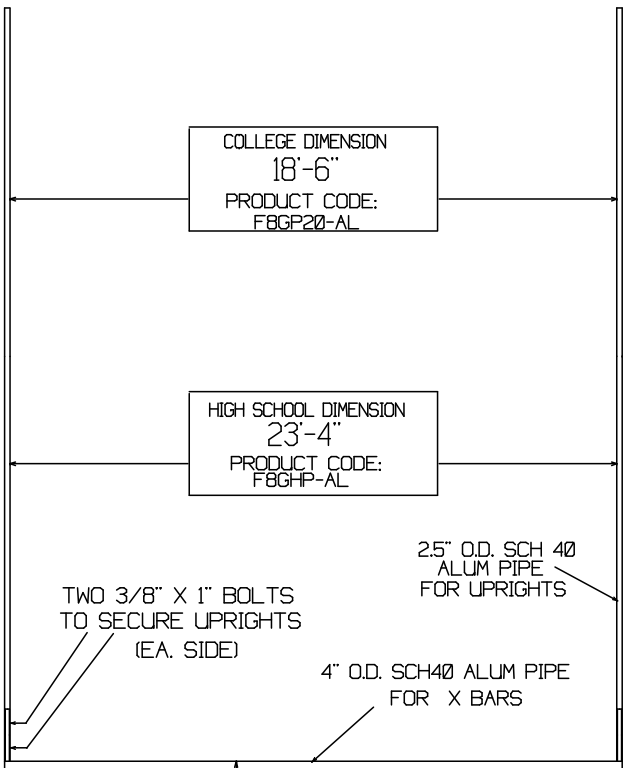 COLLEGE DIMENSION
18'-6"
PRODUCT CODE:
F8GP20-AL
HIGH SCHOOL DIMENSION
23'-4"
PRODUCT CODE:
F8GHP-AL
2.5" O.D. SCH 40
ALUM PIPE
FOR UPRIGHTS
TWO 3/8" X 1" BOLTS
TO SECURE UPRIGHTS
(EA. SIDE)
4" O.D. SCH40 ALUM PIPE
FOR X BARS